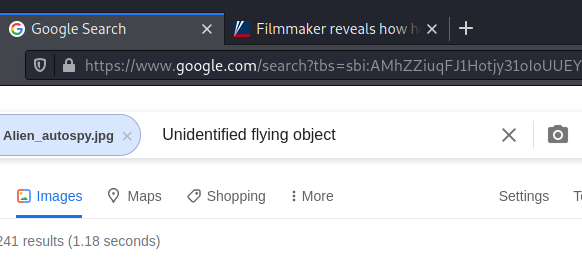 Google Search × Filmmaker reveals how h × +
https://www.google.com/search?tbs=sbi:AMhZZiuqFJ1Hotjy31oIoUUEY
Alien_autospy.jpg × Unidentified flying object ×
Images Maps Shopping More Settings
241 results (1.18 seconds)